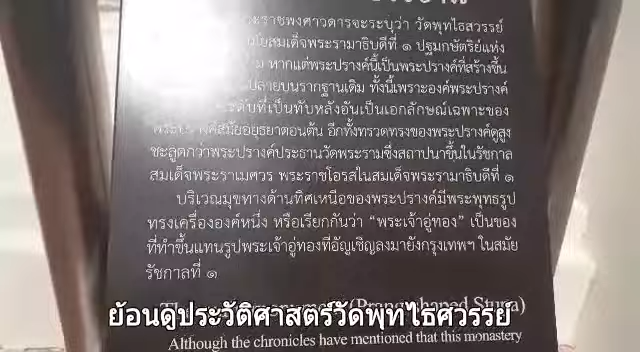 ะราชพงศาวดารจะระบุว่า วัดพุทไธสวรรย์
สมเด็จพระรามาธิบดีที่ ๑ ปฐมกษัตริย์แห่ง
หากแต่พระปรางค์นี้เป็นพระปรางค์ที่สร้างขึ้น
ปลายบนรากฐานเดิม ทั้งนี้เพราะองค์พระปรางค์
ดับที่เป็นทับหลังอันเป็นเอกลักษณ์เฉพาะของ
สมัยอยุธยาตอนต้น อีกทั้งทรวดทรงของพระปรางค์ดูสูง
ชะลูดกว่าพระปรางค์ประธานวัดพระรามซึ่งสถาปนาขึ้นในรัชกาล
สมเด็จพระราเมศวร พระราชโอรสในสมเด็จพระรามาธิบดีที่ ๑
บริเวณมุขทางด้านทิศเหนือของพระปรางค์มีพระพุทธรูป
ทรงเครื่ององค์หนึ่ง หรือเรียกกันว่า “พระเจ้าอู่ทอง” เป็นของ
ที่ทำขึ้นแทนรูปพระเจ้าอู่ทองที่อัญเชิญลงมายังกรุงเทพฯ ในสมัย
รัชกาลที่ ๑
(Prang-shaped Stupa)
ย้อนดูประวัติศาสตร์วัดพุทไธศวรรย์
Although the chronicles have mentioned that this monastery